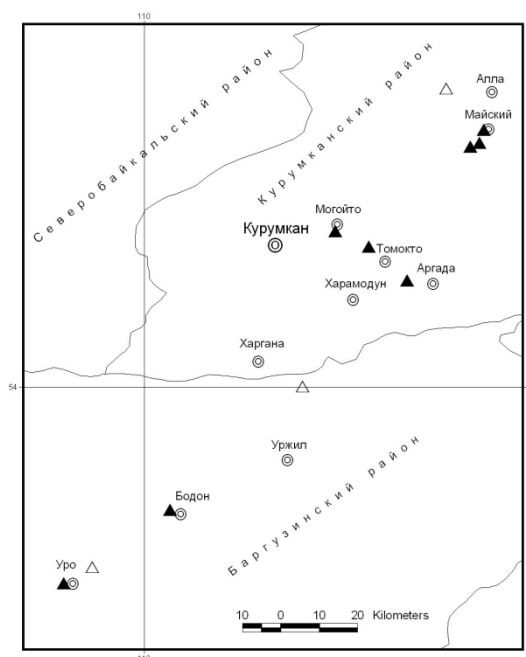 110
Северобайкальский район
Курумканский район
Алла
Майский
Могойто
Курумкан
Томокто
Аргада
Харамодун
Харгана
54
Уржил
Баргузинский район
Бодон
Уро
10 0 10 20 Kilometers
110